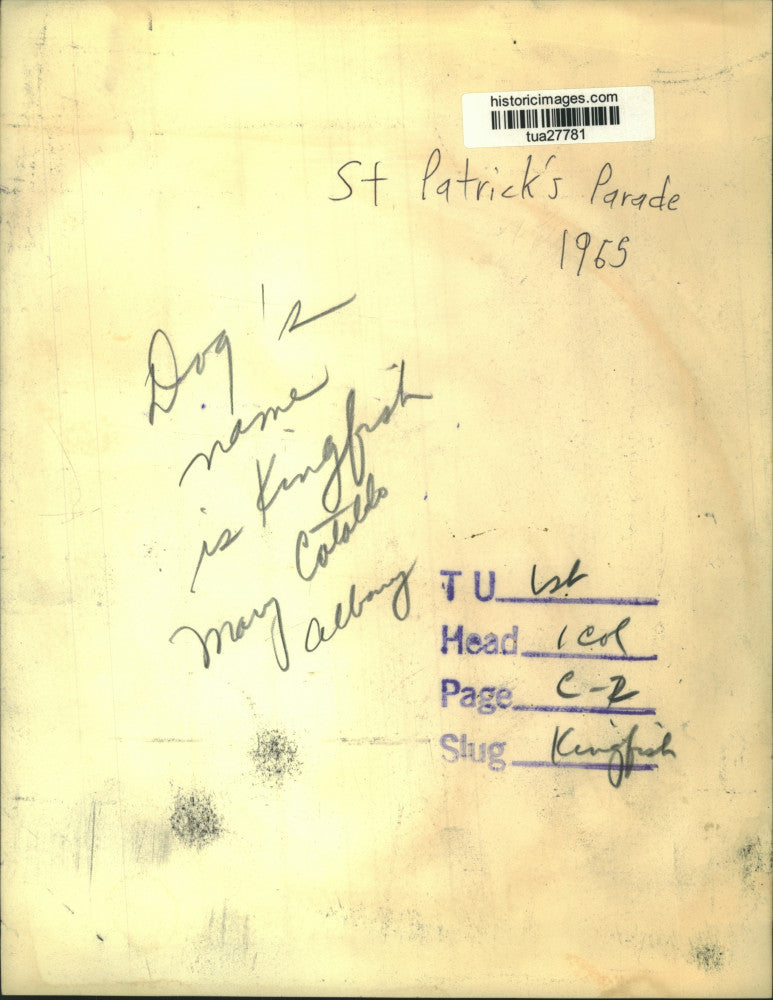 historicimages.com
tua27781
St Patrick's Parade
1965
Dog's
name
is Kingfish
Mary Cataldo
Albany
TU 1st
Head 1 Col
Page C-2
Slug Kingfish